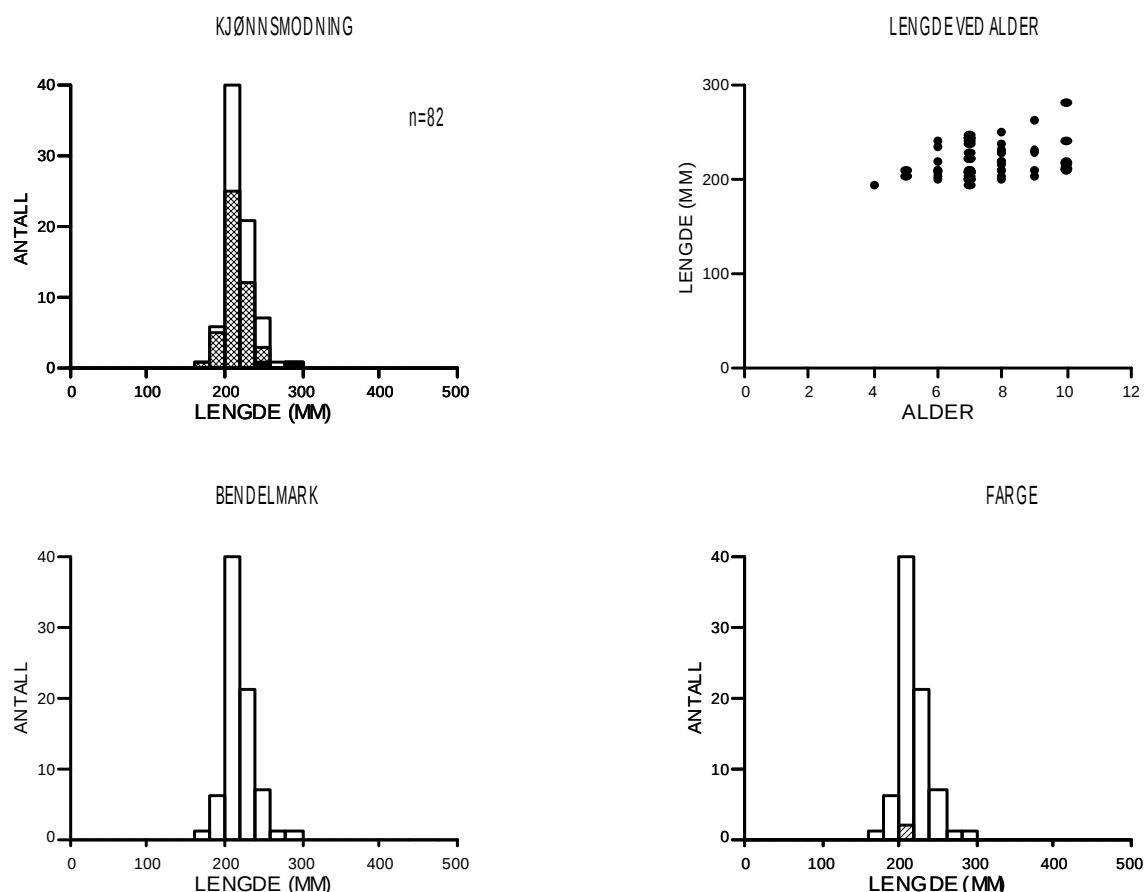 KJØNNSMODNING
n=82
40
30
20
10
0
ANTALL
0 100 200 300 400 500
LENGDE (MM)
LENGDE VED ALDER
300
200
100
0
LENGDE (MM)
0 2 4 6 8 10 12
ALDER
BENDELMARK
40
30
20
10
0
ANTALL
0 100 200 300 400 500
LENGDE (MM)
FARGE
40
30
20
10
0
ANTALL
0 100 200 300 400 500
LENGDE (MM)